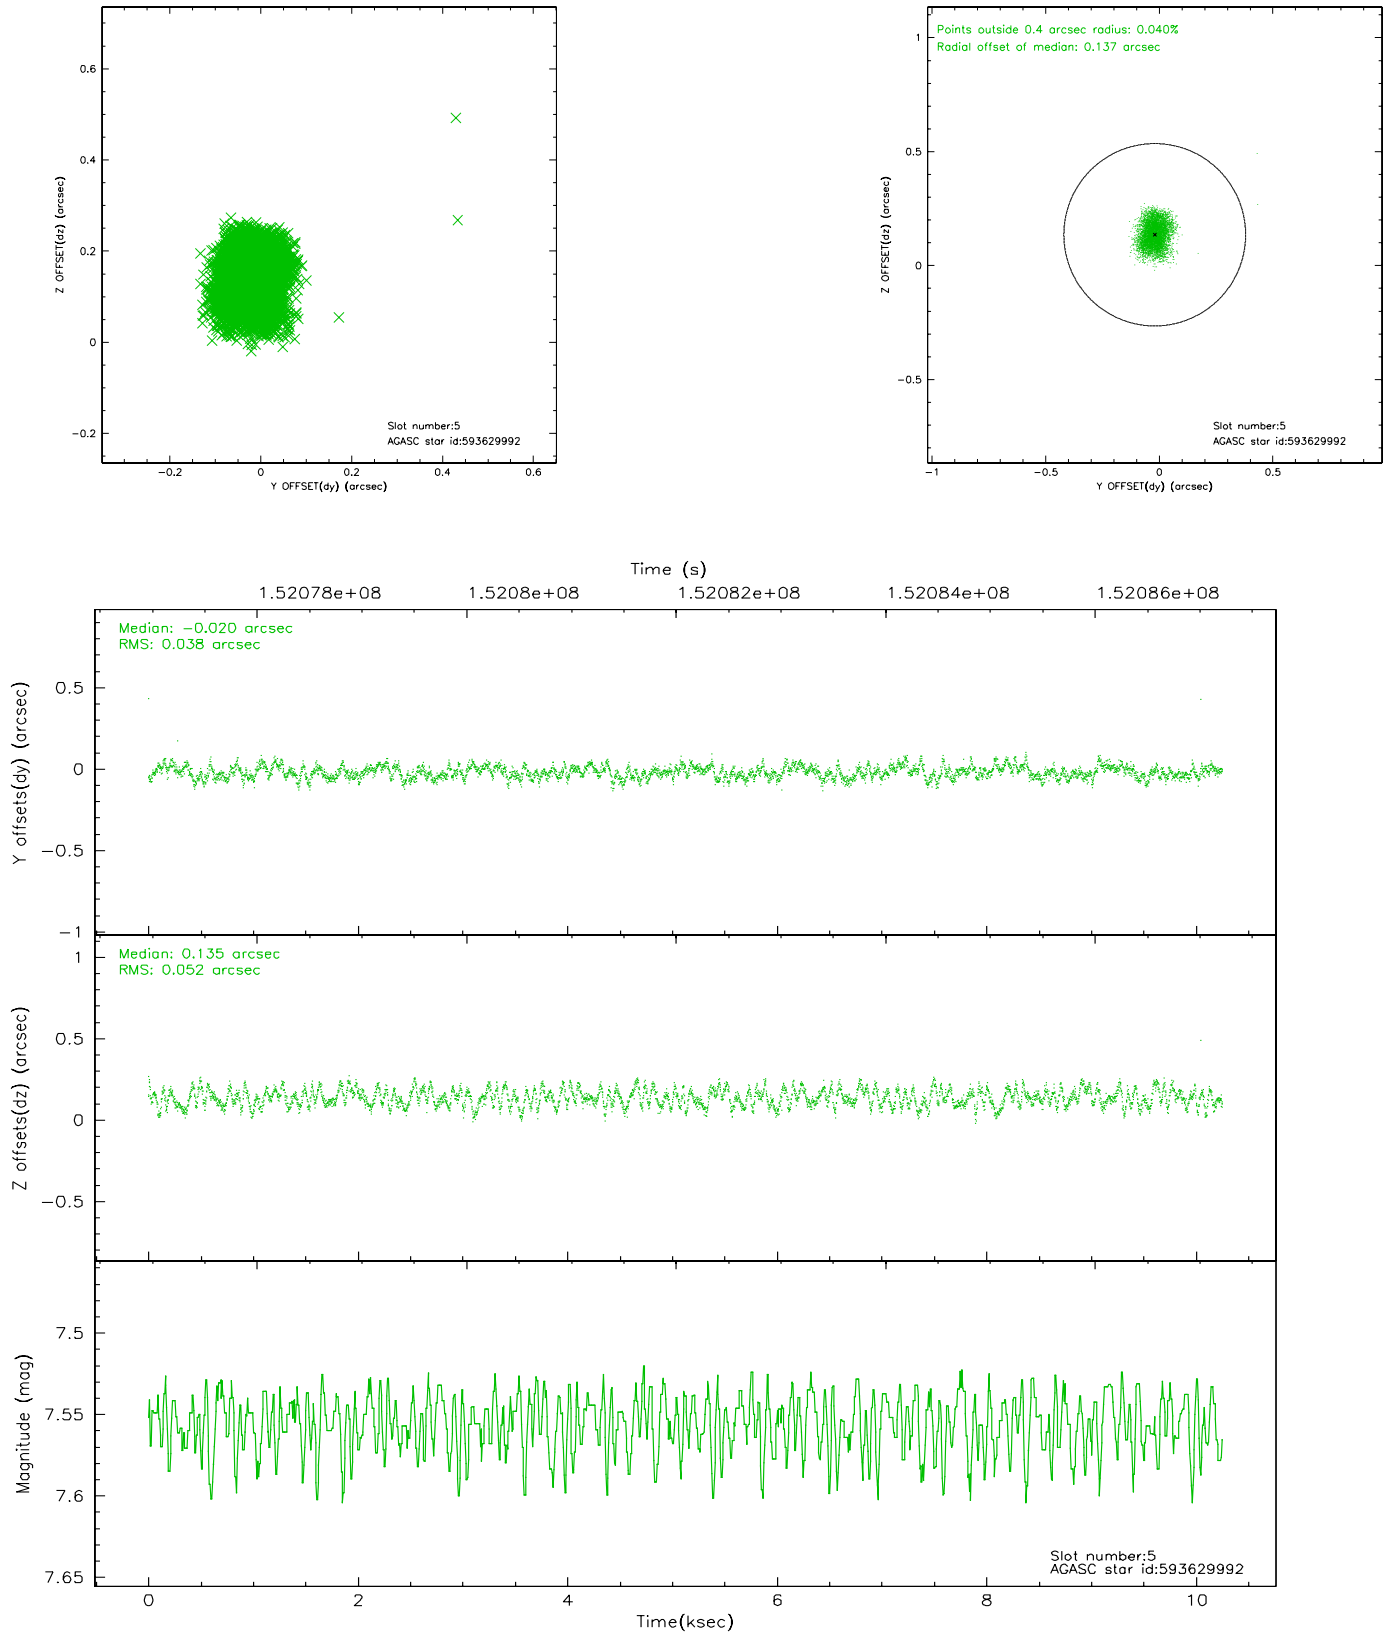 0.6
0.4
0.2
0
−0.2
Z OFFSET(dz) (arcsec)
−0.2 0 0.2 0.4 0.6
Y OFFSET(dy) (arcsec)
Slot number:5
AGASC star id:593629992
Points outside 0.4 arcsec radius: 0.040%
Radial offset of median: 0.137 arcsec
1
0.5
0
−0.5
Z OFFSET(dz) (arcsec)
−1 −0.5 0 0.5
Y OFFSET(dy) (arcsec)
Slot number:5
AGASC star id:593629992
Time (s)
1.52078e+08 1.5208e+08 1.52082e+08 1.52084e+08 1.52086e+08
Median: −0.020 arcsec
RMS: 0.038 arcsec
0.5
0
−0.5
−1
Y offsets(dy) (arcsec)
Median: 0.135 arcsec
RMS: 0.052 arcsec
1
0.5
0
−0.5
Z offsets(dz) (arcsec)
7.5
7.55
7.6
7.65
Magnitude (mag)
Slot number:5
AGASC star id:593629992
0 2 4 6 8 10
Time(ksec)